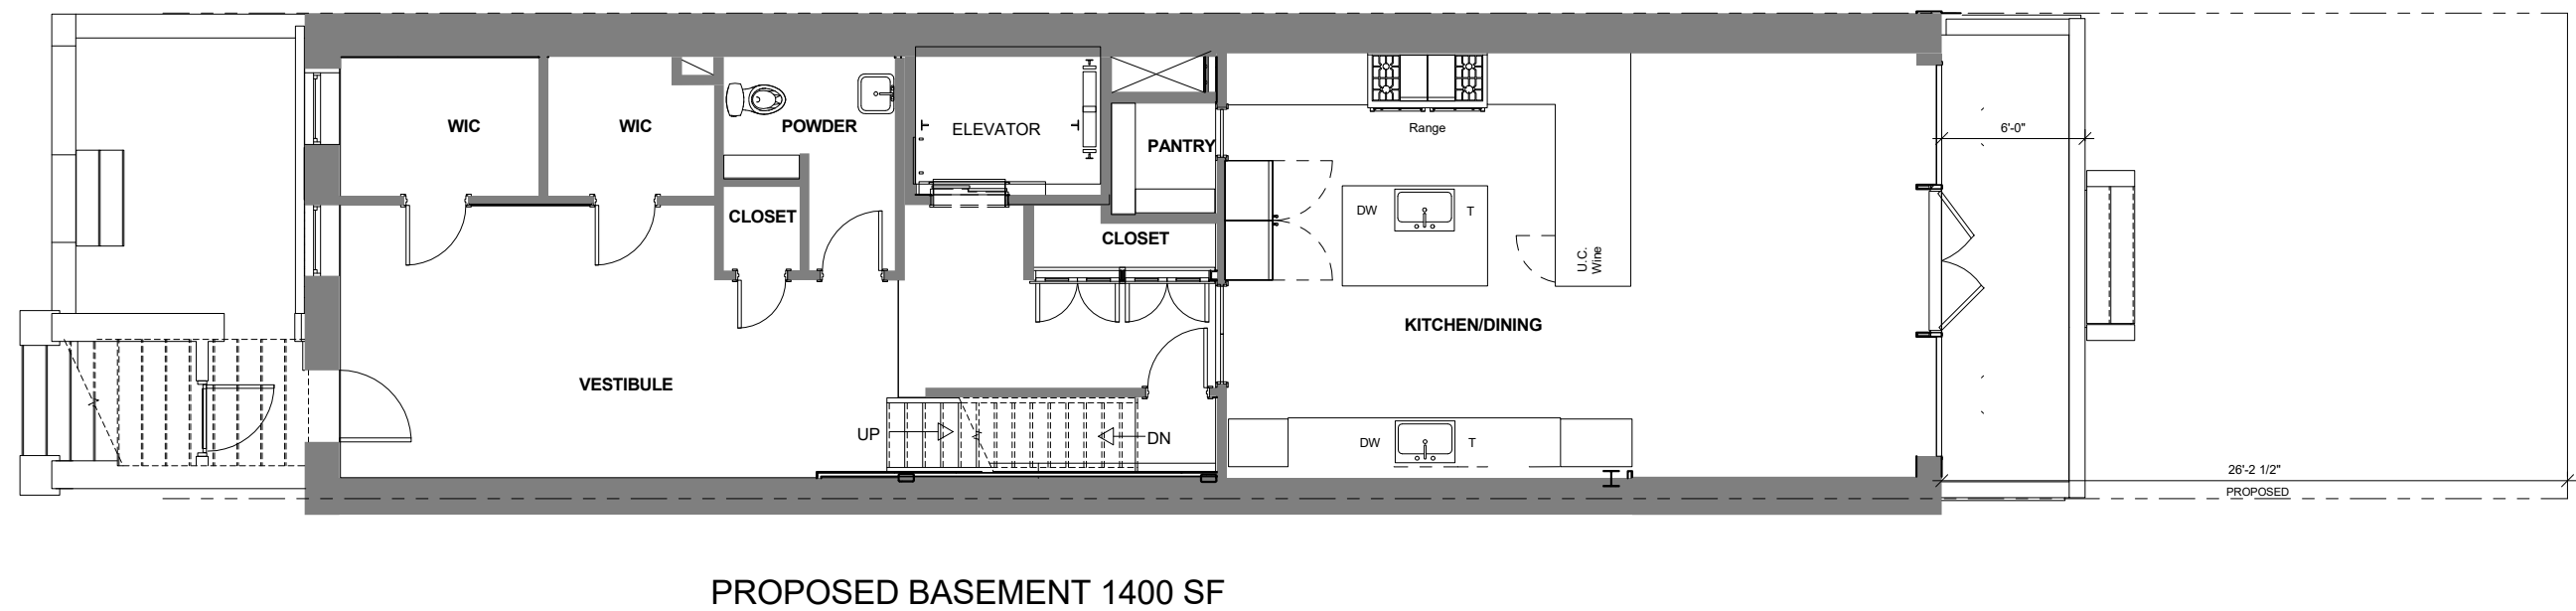 WIC
WIC
POWDER
ELEVATOR
PANTRY
Range
6'-0"
CLOSET
DW
T
CLOSET
U.C.
Wine
KITCHEN/DINING
VESTIBULE
UP
DN
DW
T
26'-2 1/2"
PROPOSED
PROPOSED BASEMENT 1400 SF